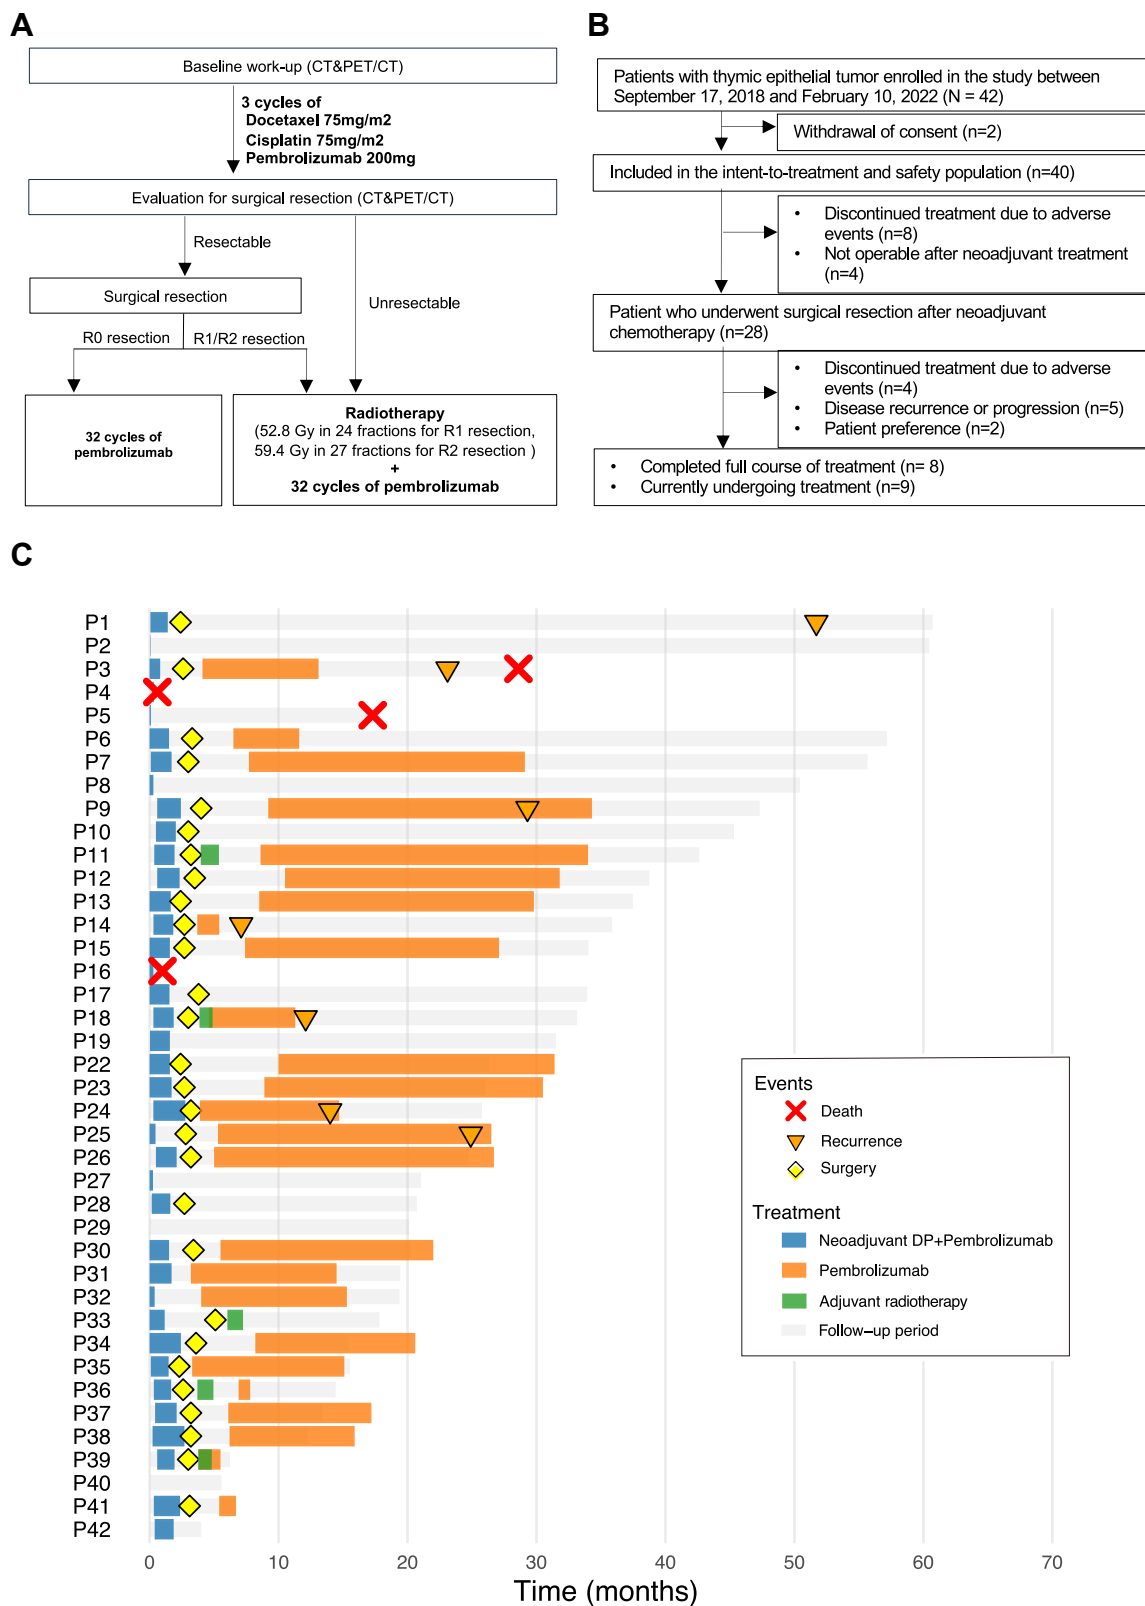 A
Baseline work-up (CT&PET/CT)
3 cycles of
Docetaxel 75mg/m2
Cisplatin 75mg/m2
Pembrolizumab 200mg
Evaluation for surgical resection (CT&PET/CT)
Resectable
Surgical resection
Unresectable
R0 resection
R1/R2 resection
32 cycles of
pembrolizumab
Radiotherapy
(52.8 Gy in 24 fractions for R1 resection,
59.4 Gy in 27 fractions for R2 resection )
+
32 cycles of pembrolizumab
B
Patients with thymic epithelial tumor enrolled in the study between
September 17, 2018 and February 10, 2022 (N = 42)
Withdrawal of consent (n=2)
Included in the intent-to-treatment and safety population (n=40)
• Discontinued treatment due to adverse
events (n=8)
• Not operable after neoadjuvant treatment
(n=4)
Patient who underwent surgical resection after neoadjuvant
chemotherapy (n=28)
• Discontinued treatment due to adverse
events (n=4)
• Disease recurrence or progression (n=5)
• Patient preference (n=2)
• Completed full course of treatment (n= 8)
• Currently undergoing treatment (n=9)
C
P1
P2
P3
P4
P5
P6
P7
P8
P9
P10
P11
P12
P13
P14
P15
P16
P17
P18
P19
P22
P23
P24
P25
P26
P27
P28
P29
P30
P31
P32
P33
P34
P35
P36
P37
P38
P39
P40
P41
P42
Events
Death
Recurrence
Surgery
Treatment
Neoadjuvant DP+Pembrolizumab
Pembrolizumab
Adjuvant radiotherapy
Follow–up period
0 10 20 30 40 50 60 70
Time (months)